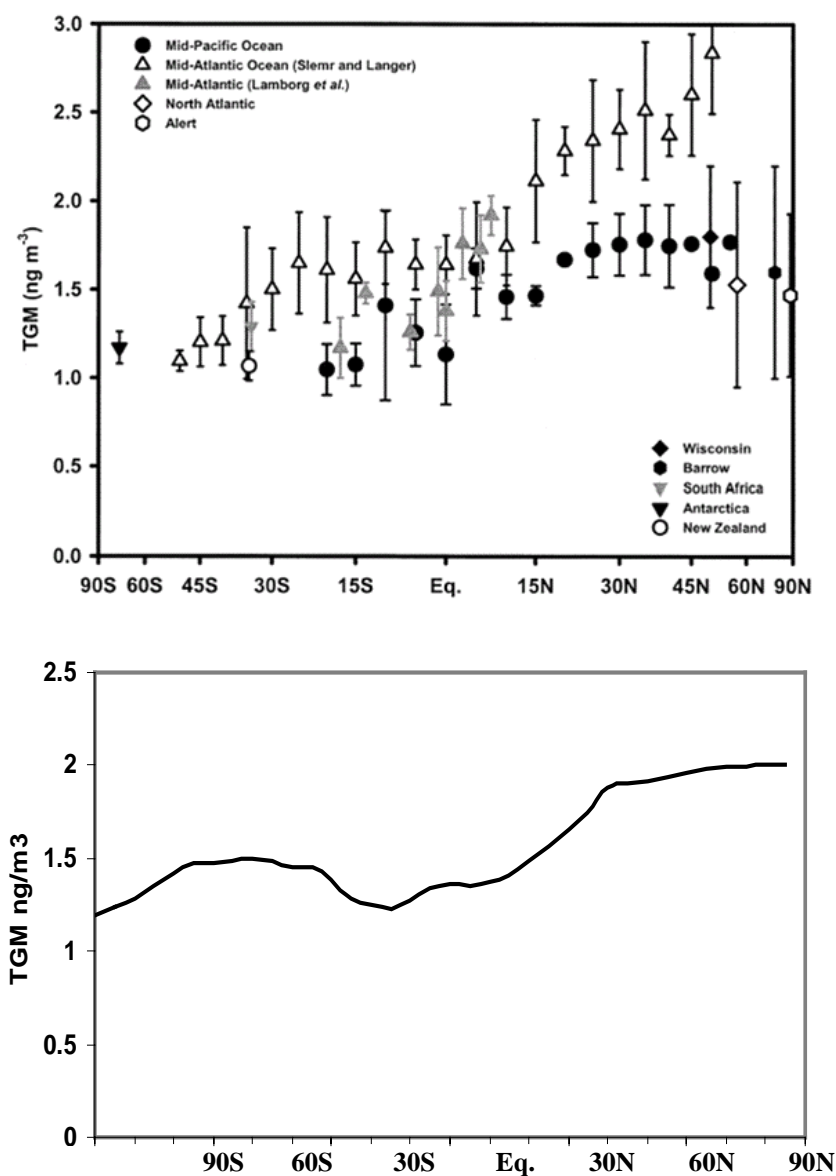 3.0
Mid-Pacific Ocean
Mid-Atlantic Ocean (Slemr and Langer)
Mid-Atlantic (Lamborg et al.)
North Atlantic
Alert
2.5
2.0
TGM (ng m⁻³)
1.5
1.0
0.5
Wisconsin
Barrow
South Africa
Antarctica
New Zealand
0.0
90S 60S 45S 30S 15S Eq. 15N 30N 45N 60N 90N
2.5
2
TGM ng/m3
1.5
1
0.5
0
90S 60S 30S Eq. 30N 60N 90N